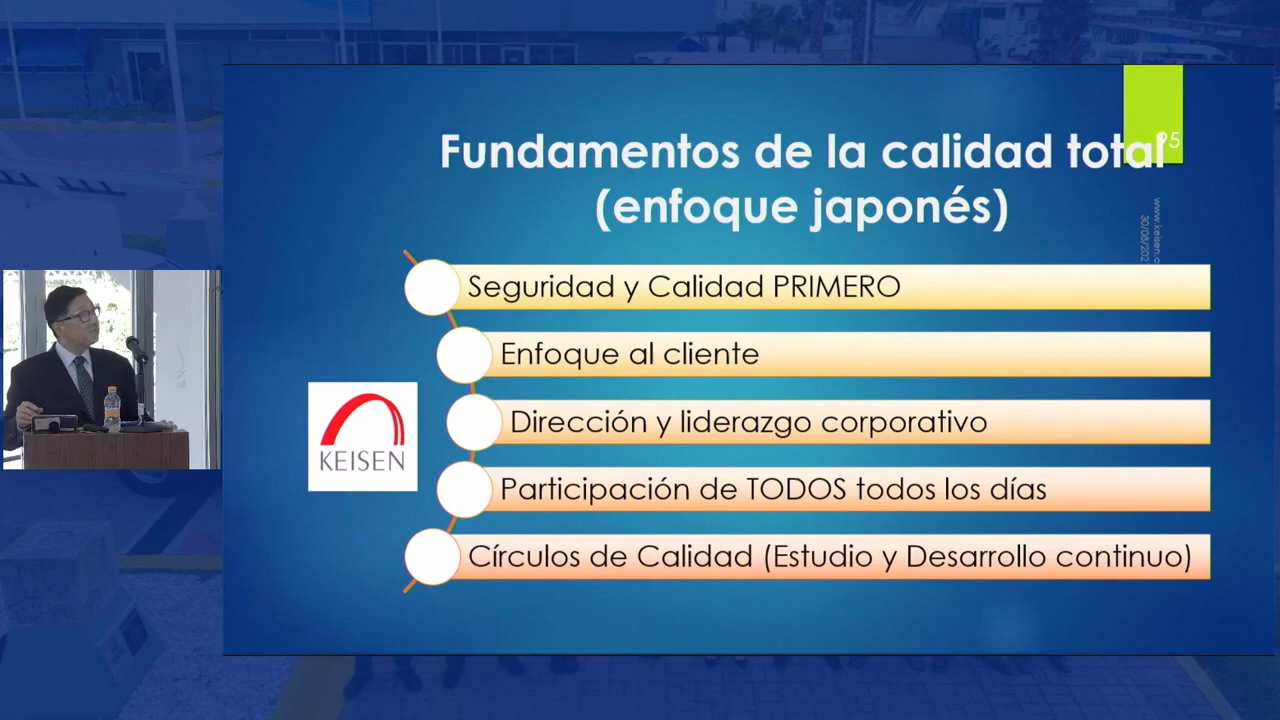 Fundamentos de la calidad total
(enfoque japonés)
Seguridad y Calidad PRIMERO
Enfoque al cliente
Dirección y liderazgo corporativo
Participación de TODOS todos los días
Círculos de Calidad (Estudio y Desarrollo continuo)
KEISEN